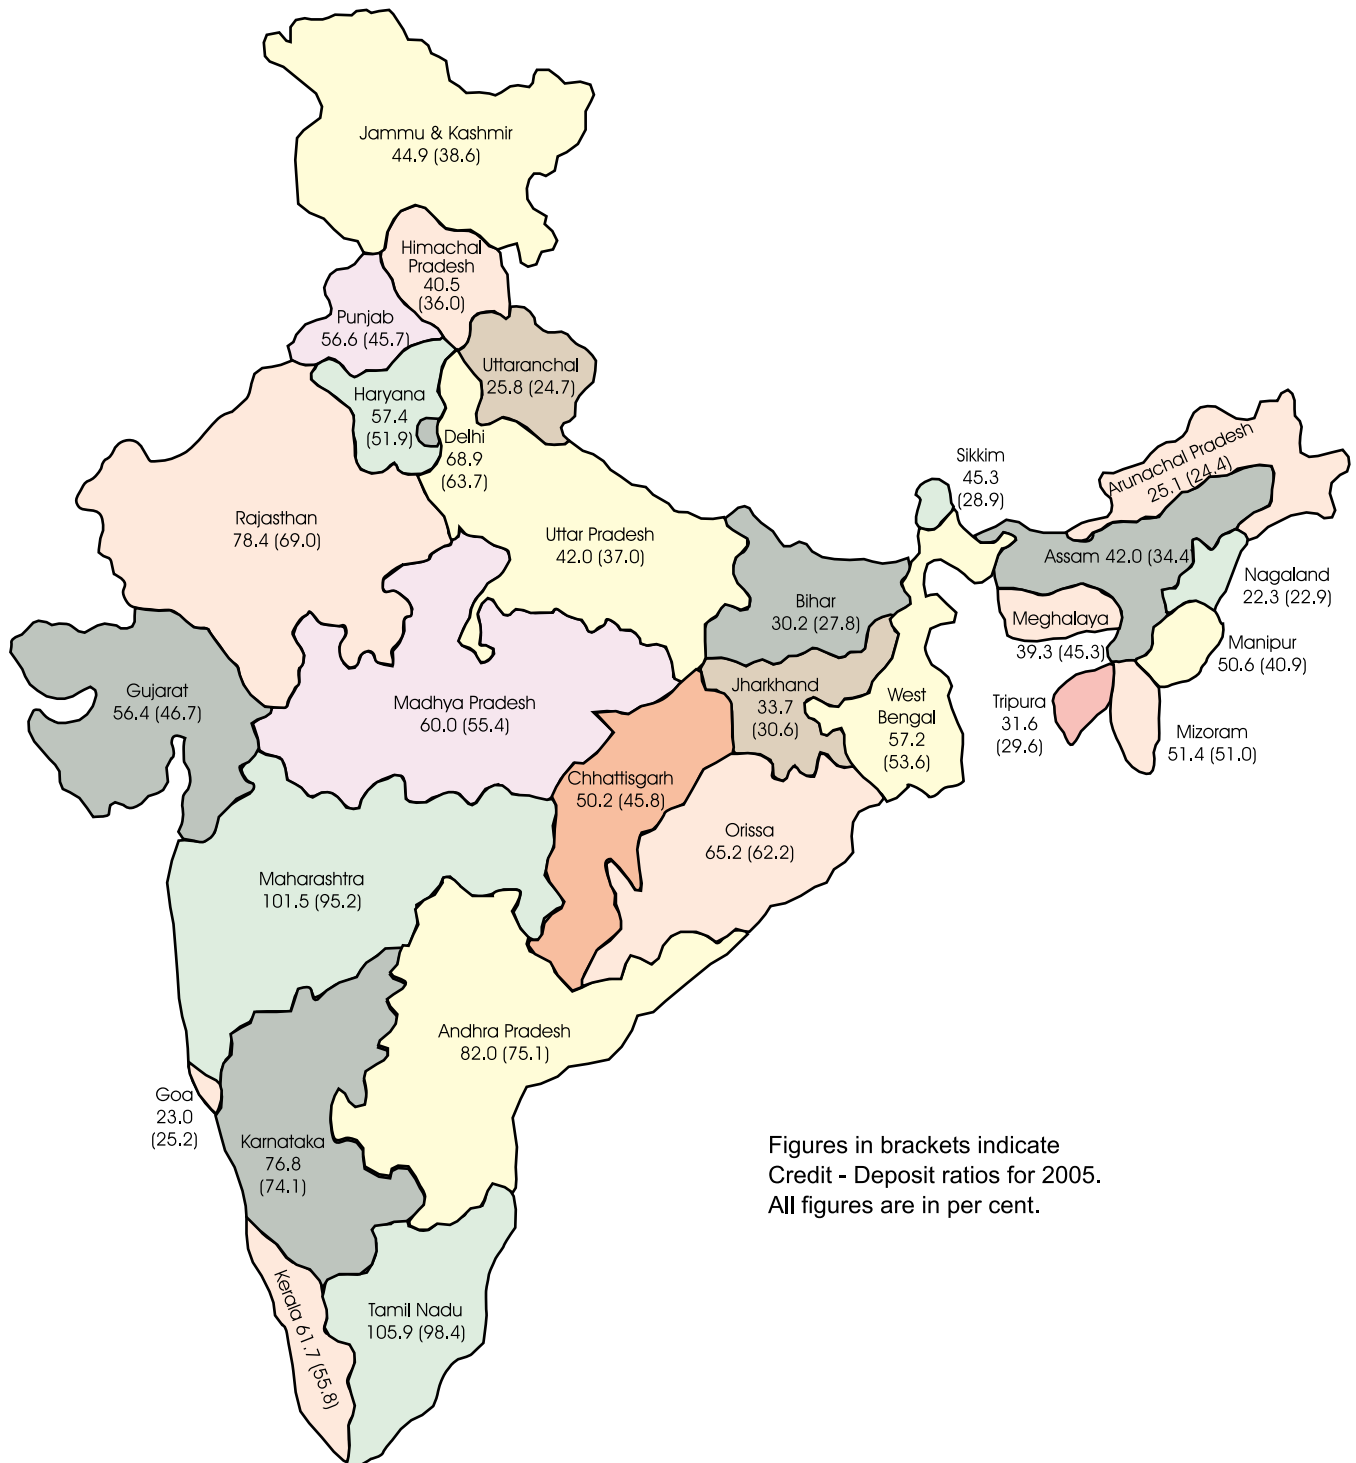 Jammu & Kashmir
44.9 (38.6)
Himachal
Pradesh
40.5
(36.0)
Punjab
56.6 (45.7)
Uttaranchal
25.8 (24.7)
Haryana
57.4
(51.9)
Delhi
68.9
(63.7)
Sikkim
45.3
(28.9)
Arunachal Pradesh
25.1 (24.4)
Rajasthan
78.4 (69.0)
Uttar Pradesh
42.0 (37.0)
Assam 42.0 (34.4)
Nagaland
22.3 (22.9)
Bihar
30.2 (27.8)
Meghalaya
39.3 (45.3)
Manipur
50.6 (40.9)
Gujarat
56.4 (46.7)
Madhya Pradesh
60.0 (55.4)
Jharkhand
33.7
(30.6)
West
Bengal
57.2
(53.6)
Tripura
31.6
(29.6)
Mizoram
51.4 (51.0)
Chhattisgarh
50.2 (45.8)
Orissa
65.2 (62.2)
Maharashtra
101.5 (95.2)
Andhra Pradesh
82.0 (75.1)
Goa
23.0
(25.2)
Karnataka
76.8
(74.1)
Figures in brackets indicate
Credit - Deposit ratios for 2005.
All figures are in per cent.
Kerala 61.7 (55.8)
Tamil Nadu
105.9 (98.4)